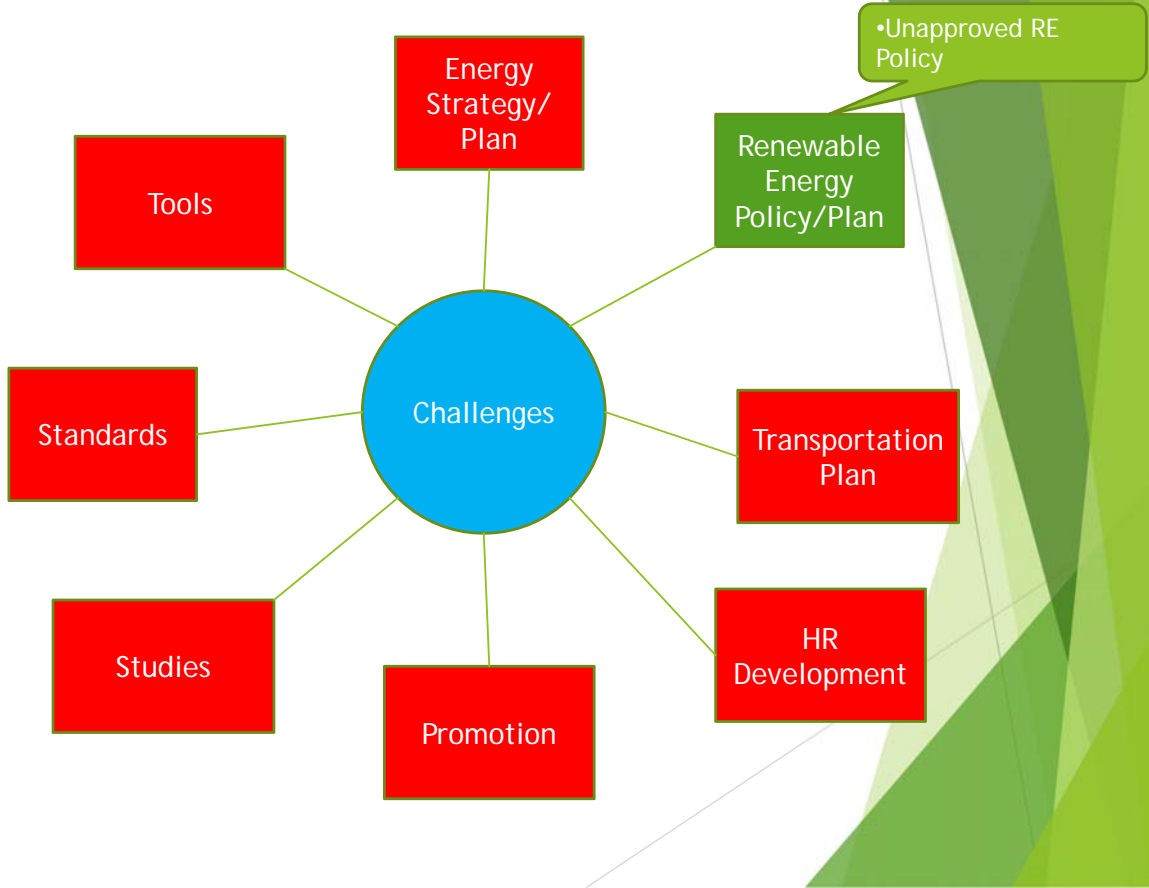 •Unapproved RE
Policy
Energy
Strategy/
Plan
Renewable
Energy
Policy/Plan
Tools
Challenges
Standards
Transportation
Plan
HR
Development
Studies
Promotion